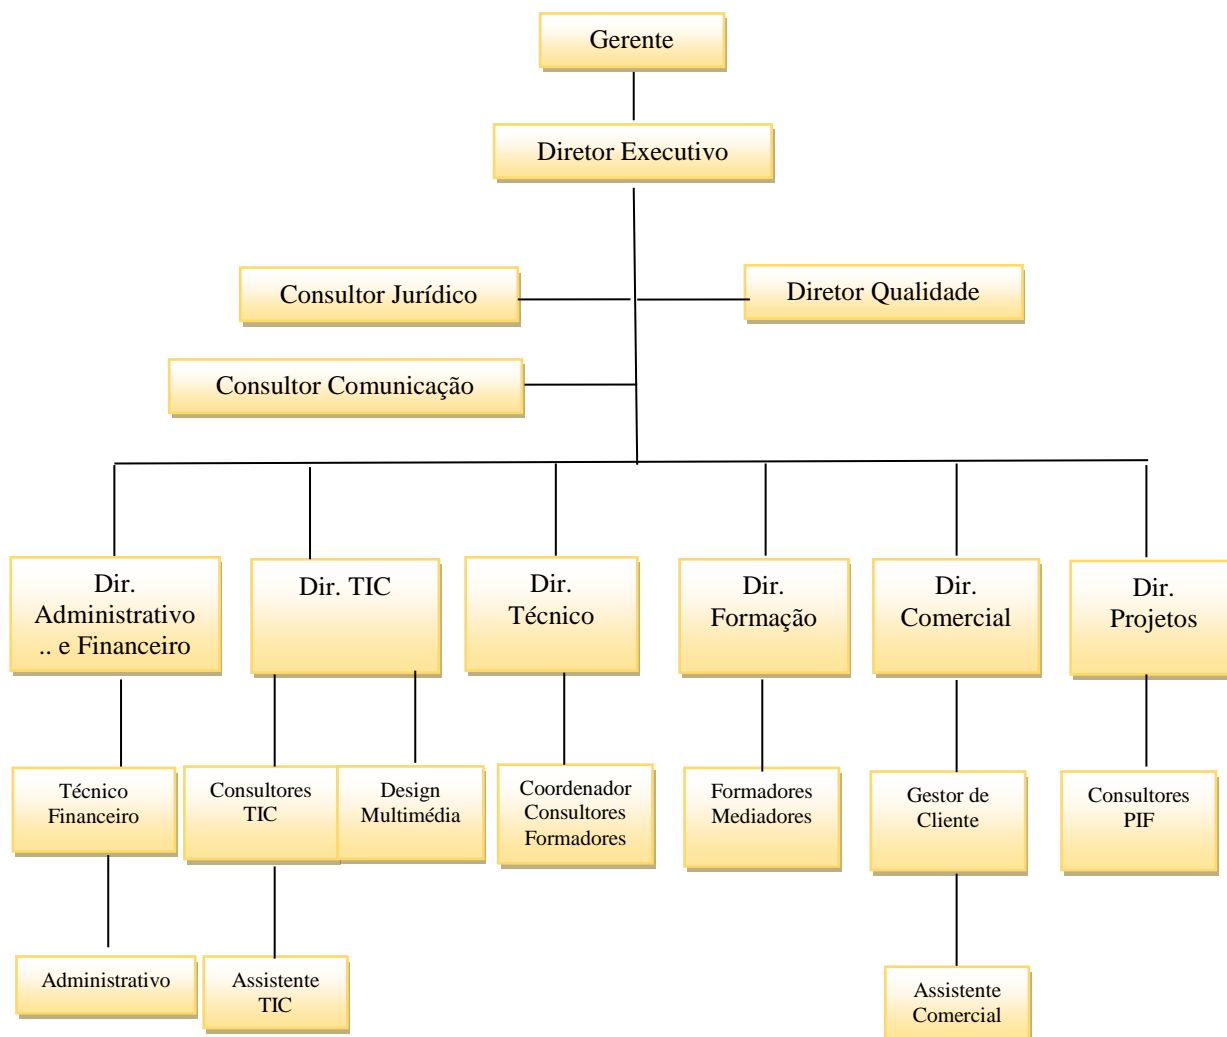 Gerente
Diretor Executivo
Consultor Jurídico
Diretor Qualidade
Consultor Comunicação
Dir.
Administrativo
.. e Financeiro
Dir. TIC
Dir.
Técnico
Dir.
Formação
Dir.
Comercial
Dir.
Projetos
Técnico
Financeiro
Consultores
TIC
Design
Multimédia
Coordenador
Consultores
Formadores
Formadores
Mediadores
Gestor de
Cliente
Consultores
PIF
Administrativo
Assistente
TIC
Assistente
Comercial